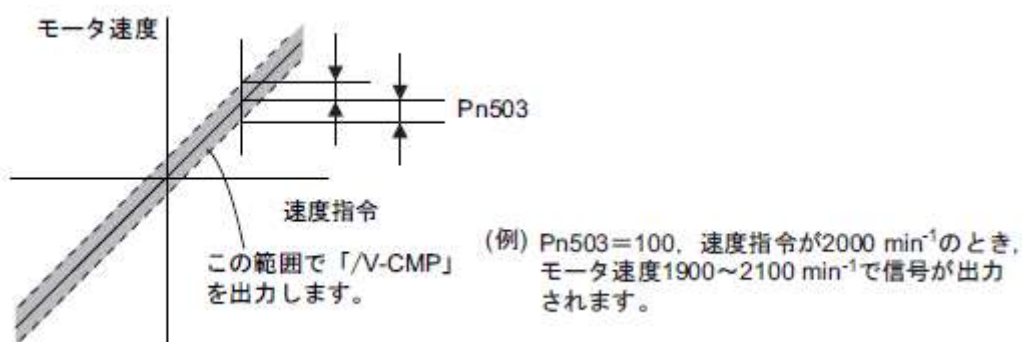 モータ速度
Pn503
速度指令
この範囲で「/V-CMP」
を出力します。
(例) Pn503＝100，速度指令が2000 min⁻¹のとき，
モータ速度1900～2100 min⁻¹で信号が出力
されます。